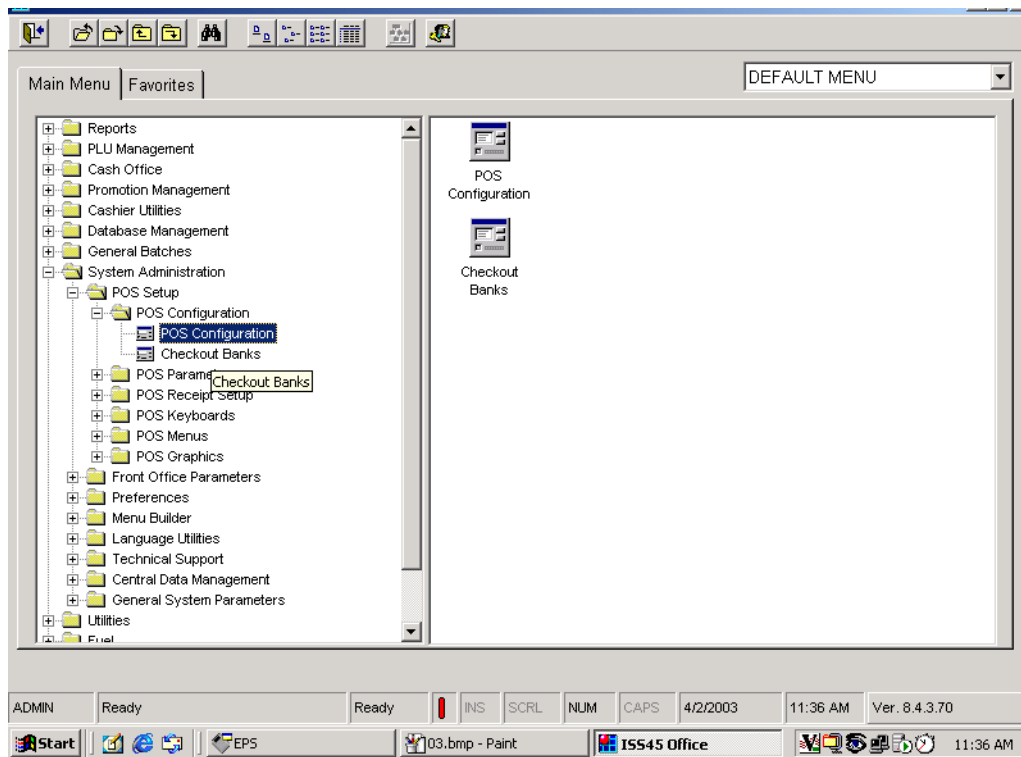 Main Menu
Favorites
DEFAULT MENU
Reports
PLU Management
Cash Office
Promotion Management
Cashier Utilities
Database Management
General Batches
System Administration
POS Setup
POS Configuration
POS Configuration
Checkout Banks
POS Parame
Checkout Banks
POS Receipt Setup
POS Keyboards
POS Menus
POS Graphics
Front Office Parameters
Preferences
Menu Builder
Language Utilities
Technical Support
Central Data Management
General System Parameters
Utilities
Fuel
POS
Configuration
Checkout
Banks
ADMIN
Ready
Ready
INS
SCRL
NUM
CAPS
4/2/2003
11:36 AM
Ver. 8.4.3.70
Start
EPS
03.bmp - Paint
ISS45 Office
11:36 AM